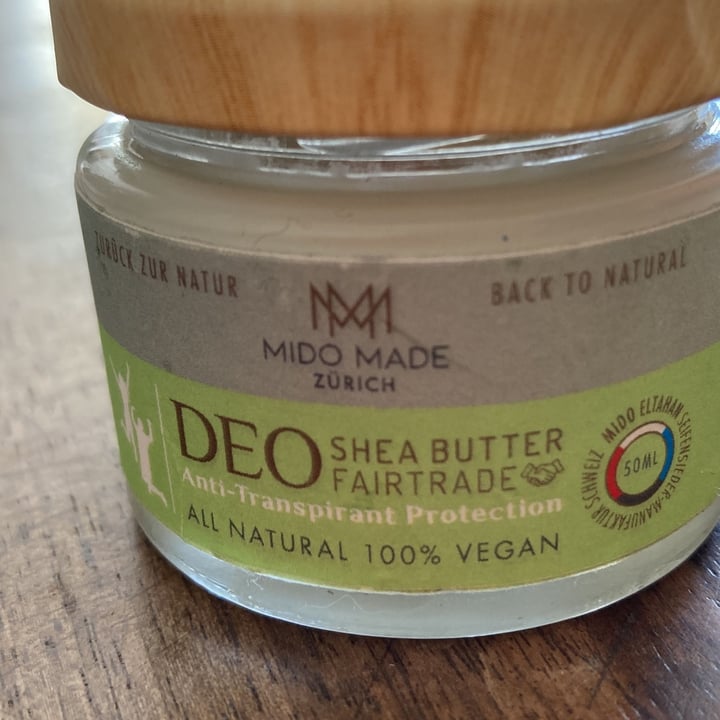 ZURÜCK ZUR NATUR
BACK TO NATURAL
MIDO MADE
ZÜRICH
DEO SHEA BUTTER
FAIRTRADE
Anti-Transpirant Protection
ALL NATURAL 100% VEGAN
MIDO ELTAHAN SEIFENSIEDER-MANUFAKTUR SCHWEIZ
50ML